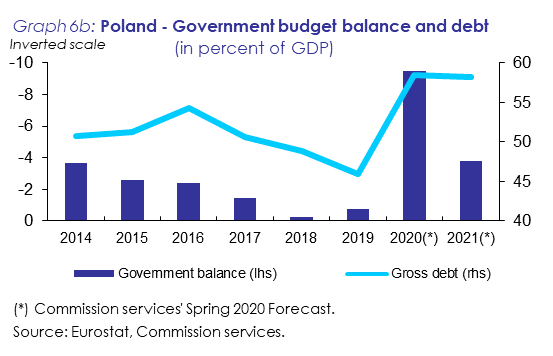 Graph 6b: Poland - Government budget balance and debt
Inverted scale
(in percent of GDP)
-10
-8
-6
-4
-2
0
60
55
50
45
40
2014 2015 2016 2017 2018 2019 2020(*) 2021(*)
Government balance (lhs) Gross debt (rhs)
(*) Commission services' Spring 2020 Forecast.
Source: Eurostat, Commission services.